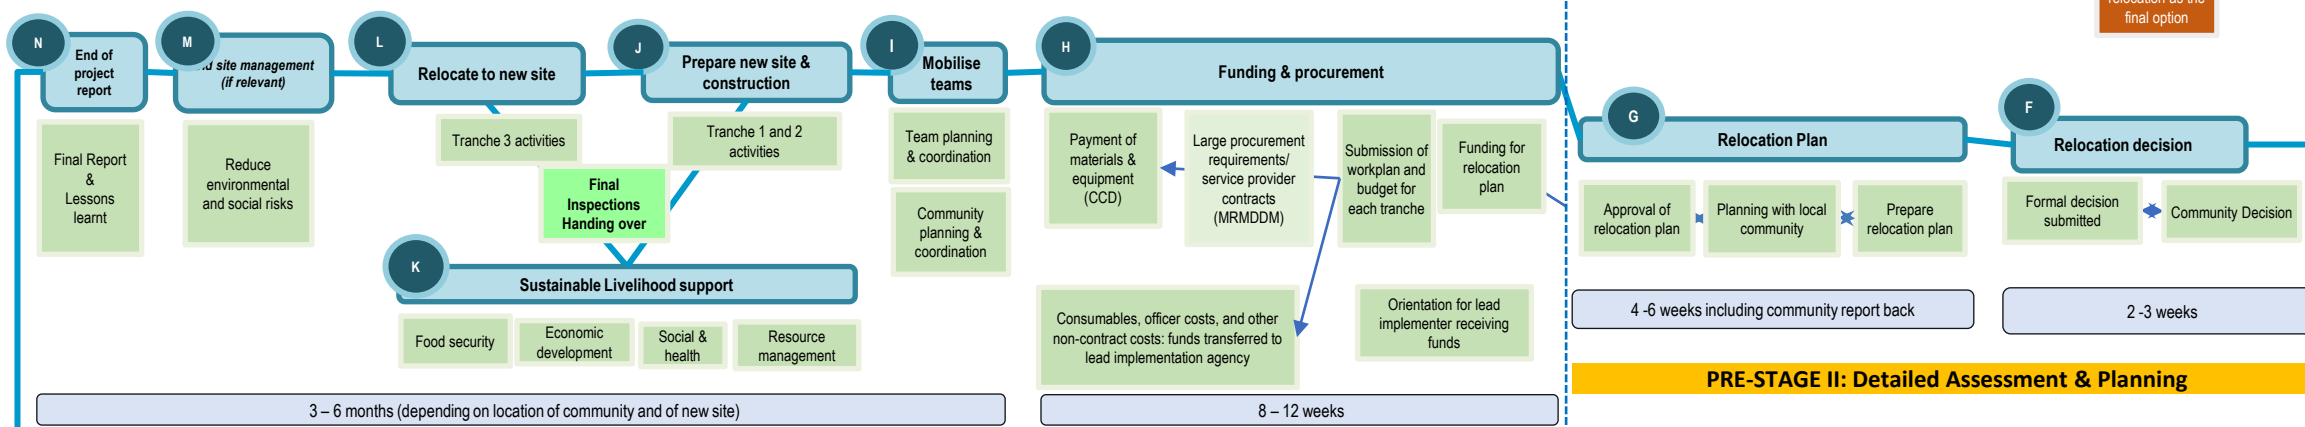 relocation as the
final option
N
End of
project
report
M
site management
(if relevant)
L
Relocate to new site
J
Prepare new site &
construction
I
Mobilise
teams
H
Funding & procurement
G
Relocation Plan
F
Relocation decision
Final Report
&
Lessons
learnt
Reduce
environmental
and social risks
Tranche 3 activities
Tranche 1 and 2
activities
Final
Inspections
Handing over
K
Sustainable Livelihood support
Food security
Economic
development
Social &
health
Resource
management
Team planning
& coordination
Community
planning &
coordination
Payment of
materials &
equipment
(CCD)
Large procurement
requirements/
service provider
contracts
(MRMDDM)
Submission of
workplan and
budget for
each tranche
Funding for
relocation
plan
Consumables, officer costs, and other
non-contract costs: funds transferred to
lead implementation agency
Orientation for lead
implementer receiving
funds
Approval of
relocation plan
Planning with local
community
Prepare
relocation plan
Formal decision
submitted
Community Decision
4 -6 weeks including community report back
2 -3 weeks
PRE-STAGE II: Detailed Assessment & Planning
3 – 6 months (depending on location of community and of new site)
8 – 12 weeks